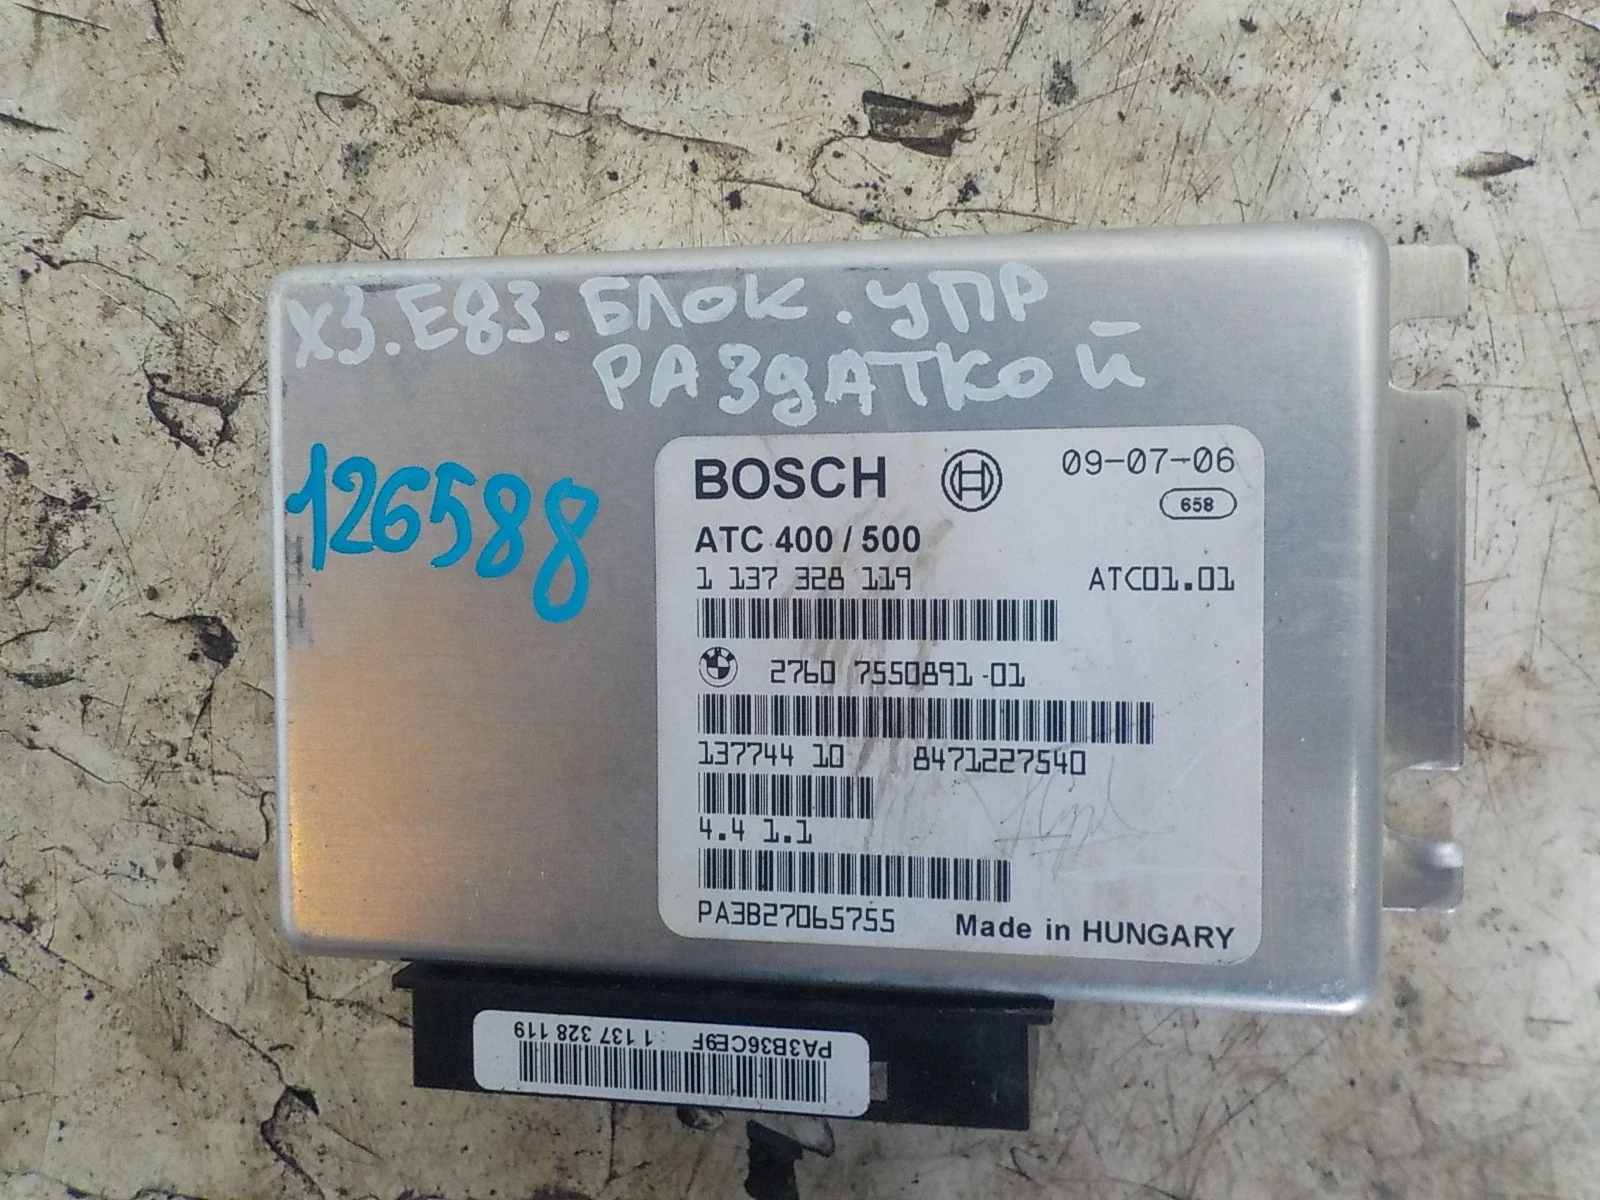 X3.E83.БЛОК.УПР
РАЗДАТКОЙ
126588
BOSCH 09-07-06
658
ATC 400 / 500
1 137 328 119 ATC01.01
2760 7550891-01
137744 10 8471227540
4.4 1.1
PA3B27065755 Made in HUNGARY
PA3B36CE9F 1 137 328 119